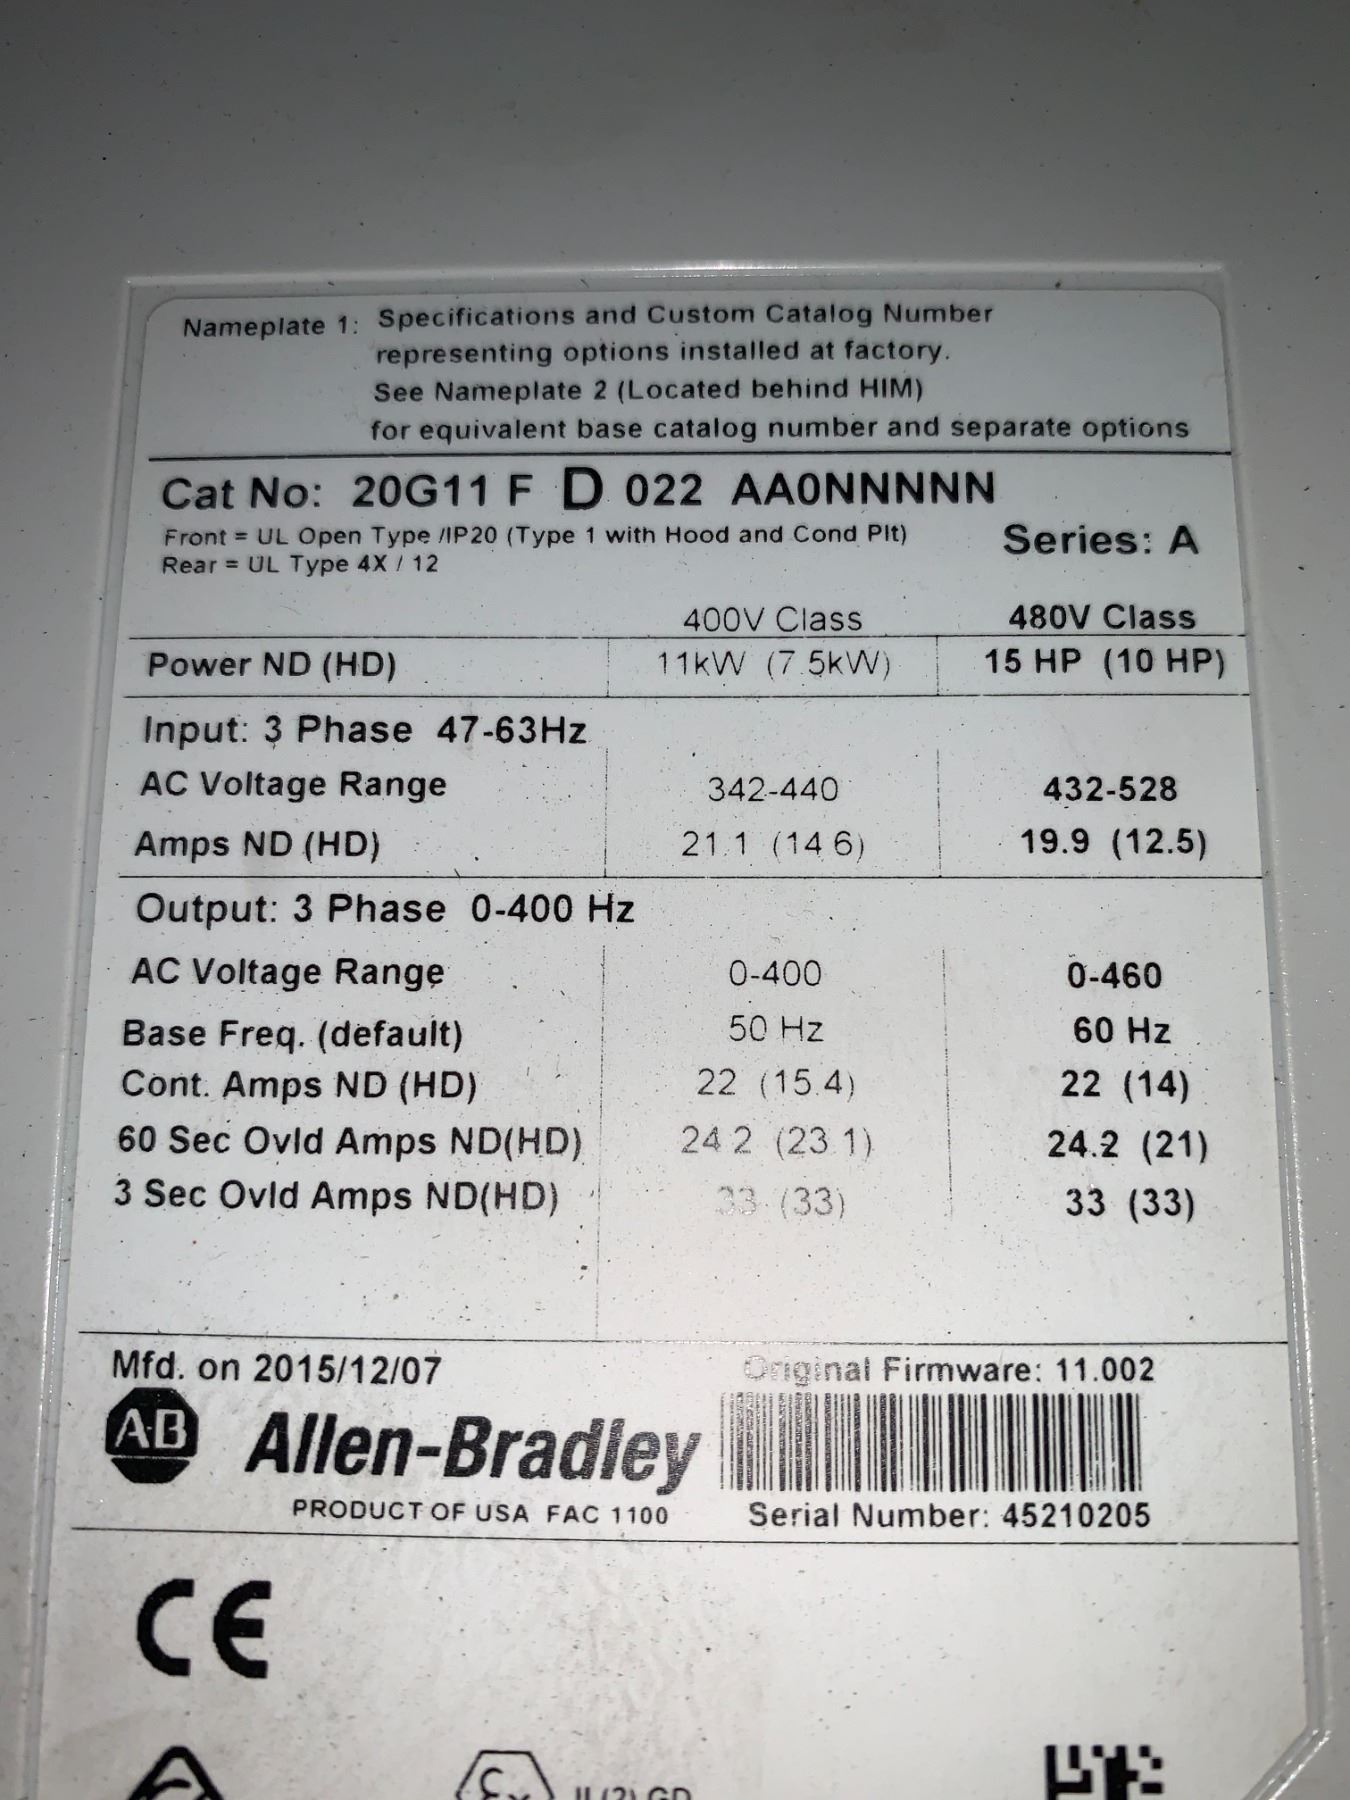 Nameplate 1: Specifications and Custom Catalog Number
representing options installed at factory.
See Nameplate 2 (Located behind HIM)
for equivalent base catalog number and separate options
Cat No: 20G11 F D 022 AA0NNNNN
Front = UL Open Type /IP20 (Type 1 with Hood and Cond Plt)
Rear = UL Type 4X / 12
Series: A
400V Class 480V Class
Power ND (HD) 11kW (7.5kW) 15 HP (10 HP)
Input: 3 Phase 47-63Hz
AC Voltage Range 342-440 432-528
Amps ND (HD) 21.1 (14.6) 19.9 (12.5)
Output: 3 Phase 0-400 Hz
AC Voltage Range 0-400 0-460
Base Freq. (default) 50 Hz 60 Hz
Cont. Amps ND (HD) 22 (15.4) 22 (14)
60 Sec Ovld Amps ND(HD) 24.2 (23.1) 24.2 (21)
3 Sec Ovld Amps ND(HD) 33 (33) 33 (33)
Mfd. on 2015/12/07 Original Firmware: 11.002
A-B Allen-Bradley
PRODUCT OF USA FAC 1100 Serial Number: 45210205
CE
Ex II (2) GD